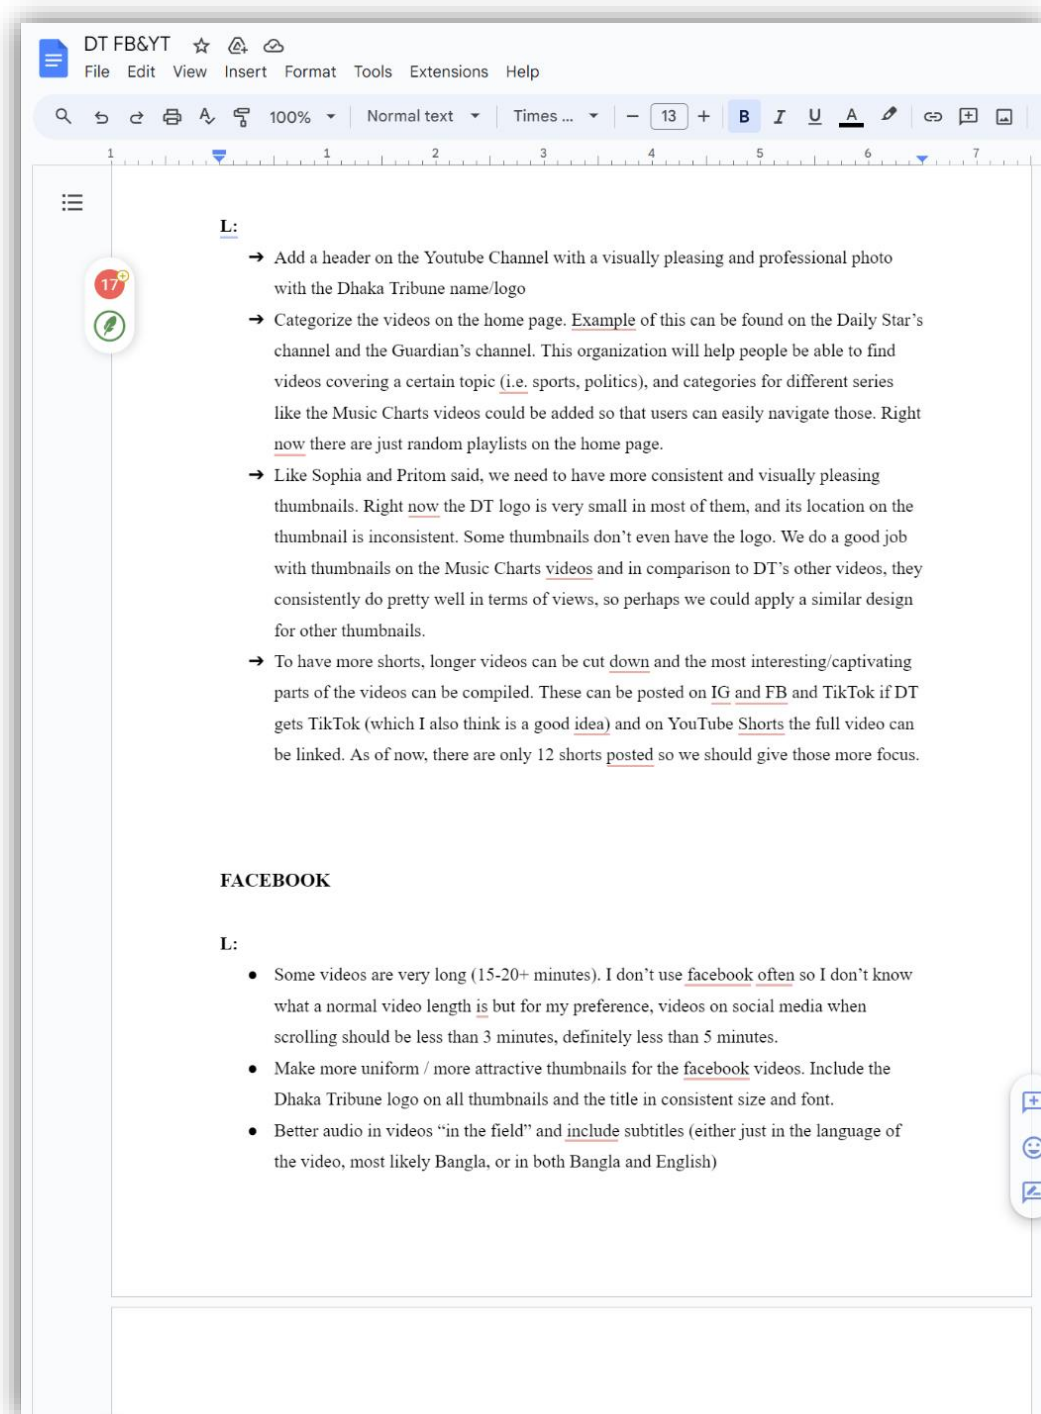 DT FB&YT
File Edit View Insert Format Tools Extensions Help
100% Normal text Times ... − 13 + B I U A
1 1 2 3 4 5 6 7
L:
17
➔ Add a header on the Youtube Channel with a visually pleasing and professional photo
with the Dhaka Tribune name/logo
➔ Categorize the videos on the home page. Example of this can be found on the Daily Star’s
channel and the Guardian’s channel. This organization will help people be able to find
videos covering a certain topic (i.e. sports, politics), and categories for different series
like the Music Charts videos could be added so that users can easily navigate those. Right
now there are just random playlists on the home page.
➔ Like Sophia and Pritom said, we need to have more consistent and visually pleasing
thumbnails. Right now the DT logo is very small in most of them, and its location on the
thumbnail is inconsistent. Some thumbnails don’t even have the logo. We do a good job
with thumbnails on the Music Charts videos and in comparison to DT’s other videos, they
consistently do pretty well in terms of views, so perhaps we could apply a similar design
for other thumbnails.
➔ To have more shorts, longer videos can be cut down and the most interesting/captivating
parts of the videos can be compiled. These can be posted on IG and FB and TikTok if DT
gets TikTok (which I also think is a good idea) and on YouTube Shorts the full video can
be linked. As of now, there are only 12 shorts posted so we should give those more focus.
FACEBOOK
L:
● Some videos are very long (15-20+ minutes). I don’t use facebook often so I don’t know
what a normal video length is but for my preference, videos on social media when
scrolling should be less than 3 minutes, definitely less than 5 minutes.
● Make more uniform / more attractive thumbnails for the facebook videos. Include the
Dhaka Tribune logo on all thumbnails and the title in consistent size and font.
● Better audio in videos “in the field” and include subtitles (either just in the language of
the video, most likely Bangla, or in both Bangla and English)